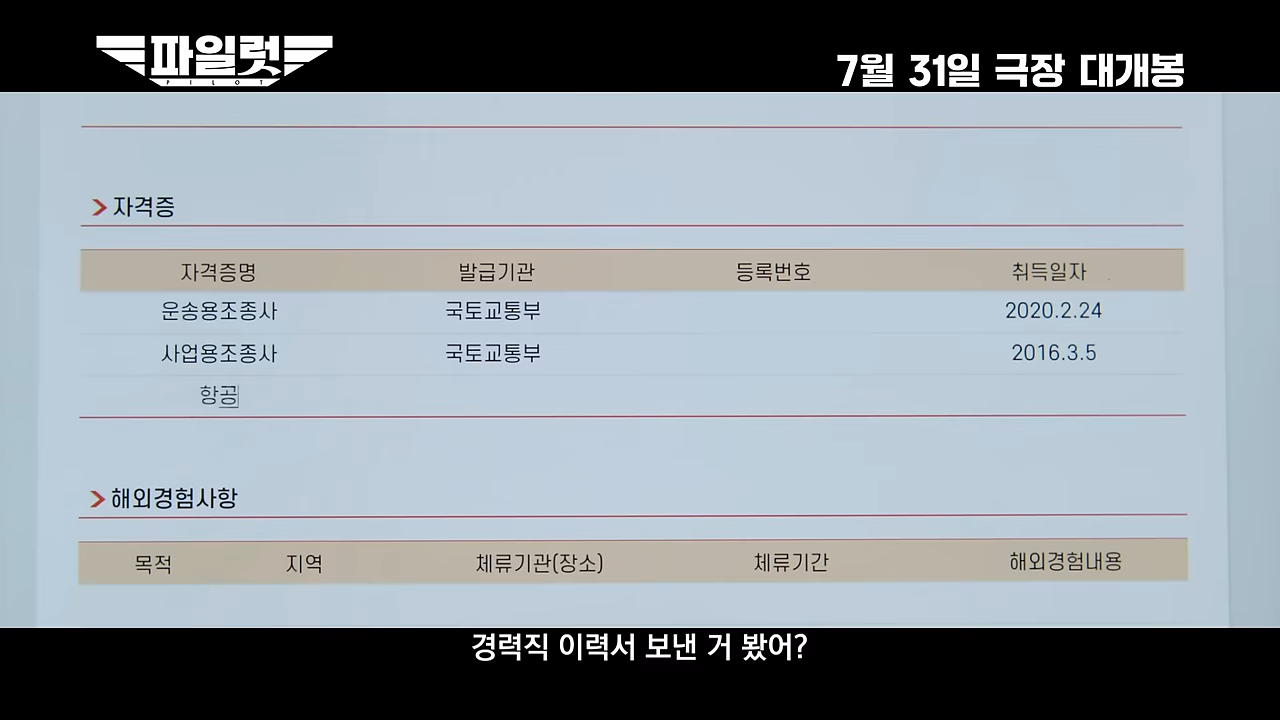 파일럿
PILOT
7월 31일 극장 대개봉
자격증
자격증명 발급기관 등록번호 취득일자
운송용조종사 국토교통부 2020.2.24
사업용조종사 국토교통부 2016.3.5
항공
해외경험사항
목적 지역 체류기관(장소) 체류기간 해외경험내용
경력직 이력서 보낸 거 봤어?